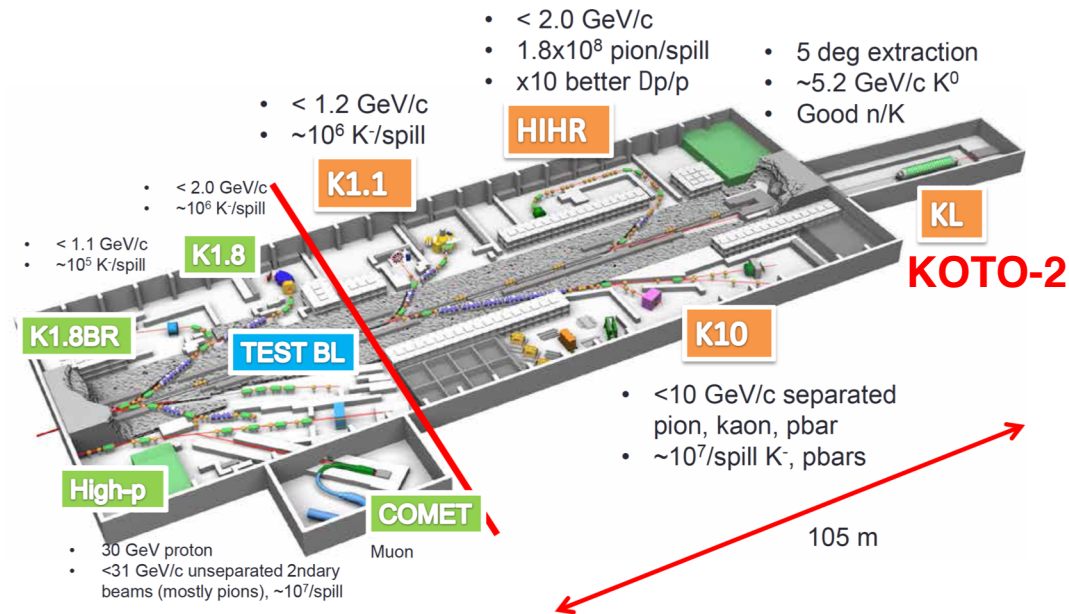 • < 2.0 GeV/c
• 1.8x10⁸ pion/spill
• x10 better Dp/p
HIHR
• 5 deg extraction
• ~5.2 GeV/c K⁰
• Good n/K
KL
KOTO-2
• < 1.2 GeV/c
• ~10⁶ K⁻/spill
K1.1
• < 2.0 GeV/c
• ~10⁶ K⁻/spill
K1.8
• < 1.1 GeV/c
• ~10⁵ K⁻/spill
K1.8BR
TEST BL
K10
• <10 GeV/c separated
pion, kaon, pbar
• ~10⁷/spill K⁻, pbars
High-p
COMET
• 30 GeV proton
• <31 GeV/c unseparated 2ndary
beams (mostly pions), ~10⁷/spill
Muon
105 m